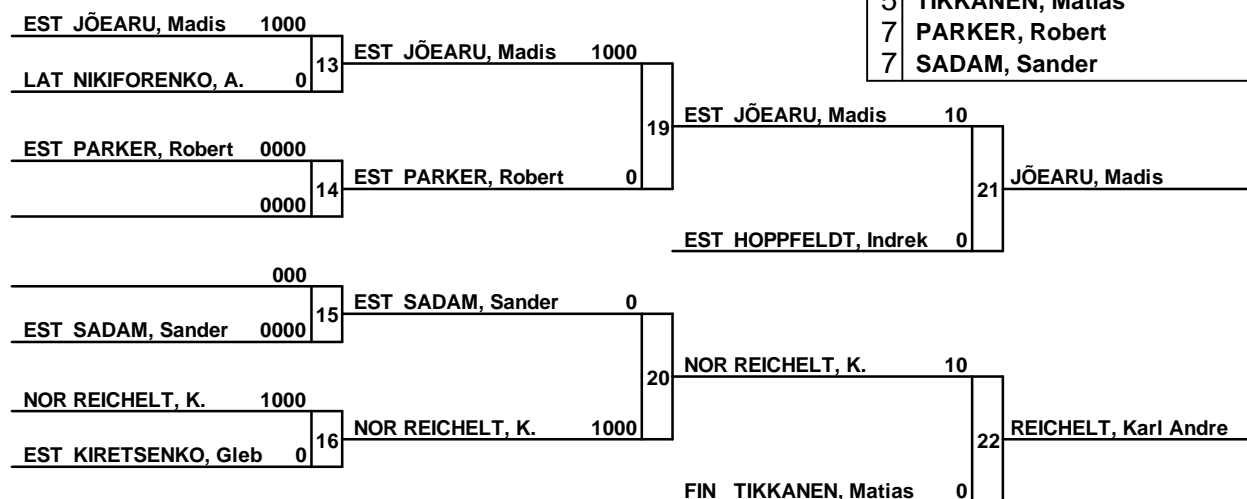 5 TIKKANEN, Matias
EST JÕEARU, Madis 1000
7 PARKER, Robert
13 EST JÕEARU, Madis 1000
7 SADAM, Sander
LAT NIKIFORENKO, A. 0
EST JÕEARU, Madis 10
19
EST PARKER, Robert 0000
14 EST PARKER, Robert 0
21 JÕEARU, Madis
0000
EST HOPPFELDT, Indrek 0
000
15 EST SADAM, Sander 0
EST SADAM, Sander 0000
NOR REICHELT, K. 10
20
NOR REICHELT, K. 1000
16 NOR REICHELT, K. 1000
22 REICHELT, Karl Andre
EST KIRETSENKO, Gleb 0
FIN TIKKANEN, Matias 0